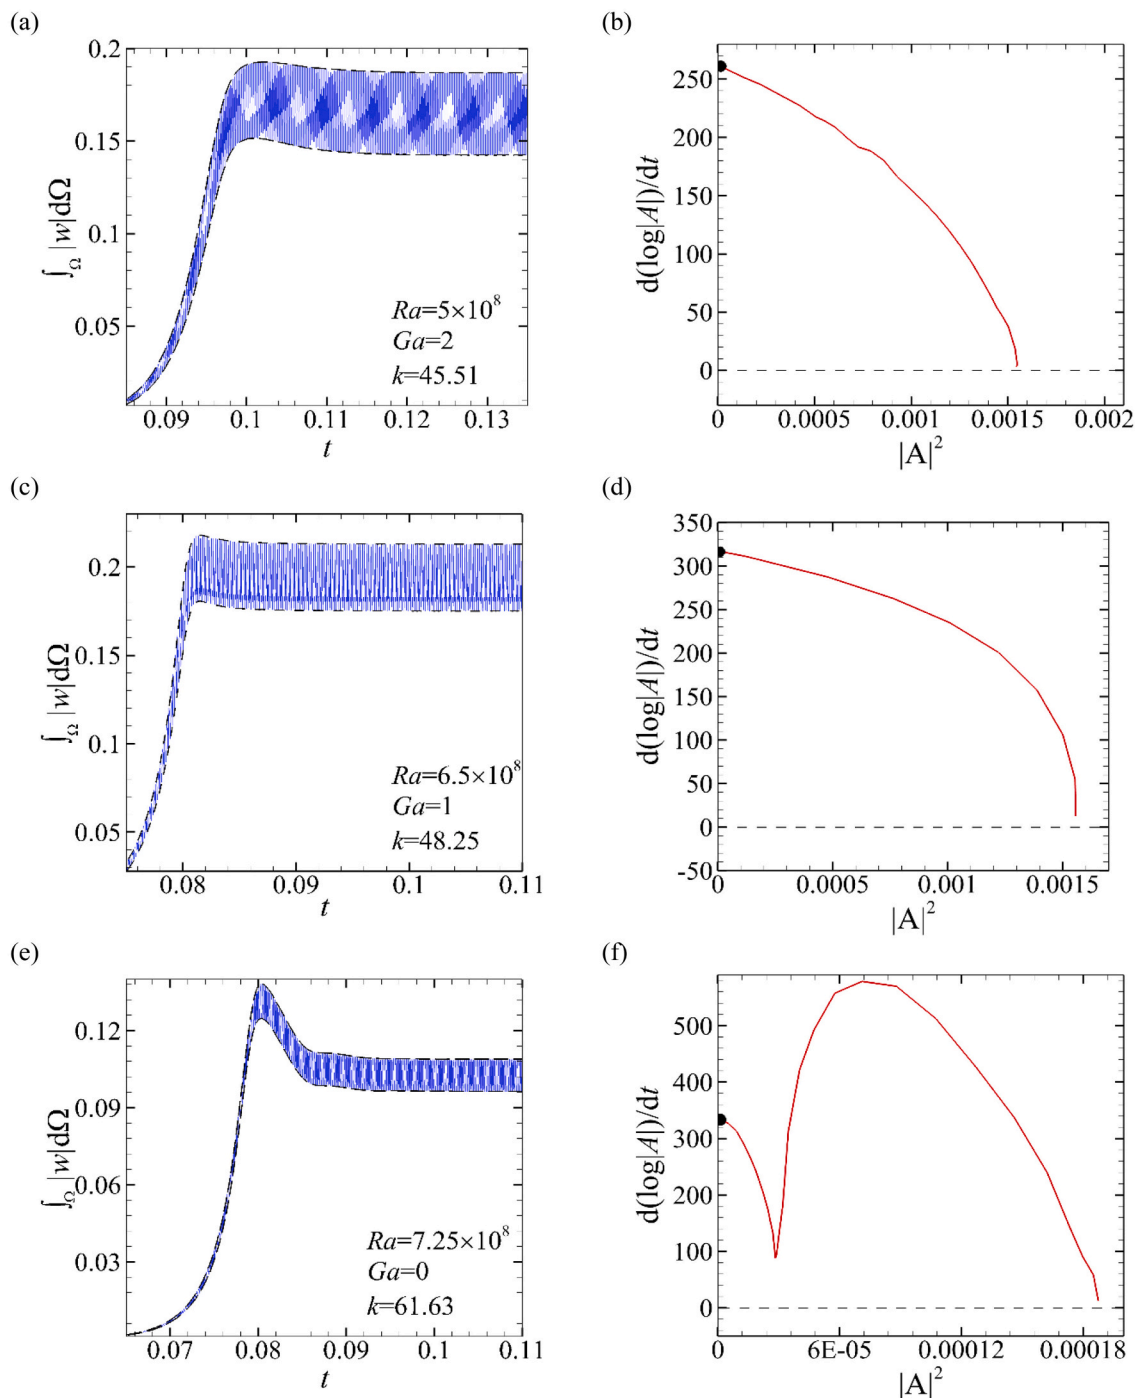 (a)
0.2
0.15
0.1
0.05
∫Ω |w|dΩ
Ra=5×10⁸
Ga=2
k=45.51
0.09 0.1 0.11 0.12 0.13
t
(b)
250
200
150
100
50
0
d(log|A|)/dt
0 0.0005 0.001 0.0015 0.002
|A|²
(c)
0.2
0.15
0.1
0.05
∫Ω |w|dΩ
Ra=6.5×10⁸
Ga=1
k=48.25
0.08 0.09 0.1 0.11
t
(d)
350
300
250
200
150
100
50
0
-50
d(log|A|)/dt
0 0.0005 0.001 0.0015
|A|²
(e)
0.12
0.09
0.06
0.03
∫Ω |w|dΩ
Ra=7.25×10⁸
Ga=0
k=61.63
0.07 0.08 0.09 0.1 0.11
t
(f)
500
400
300
200
100
0
d(log|A|)/dt
0 6E-05 0.00012 0.00018
|A|²